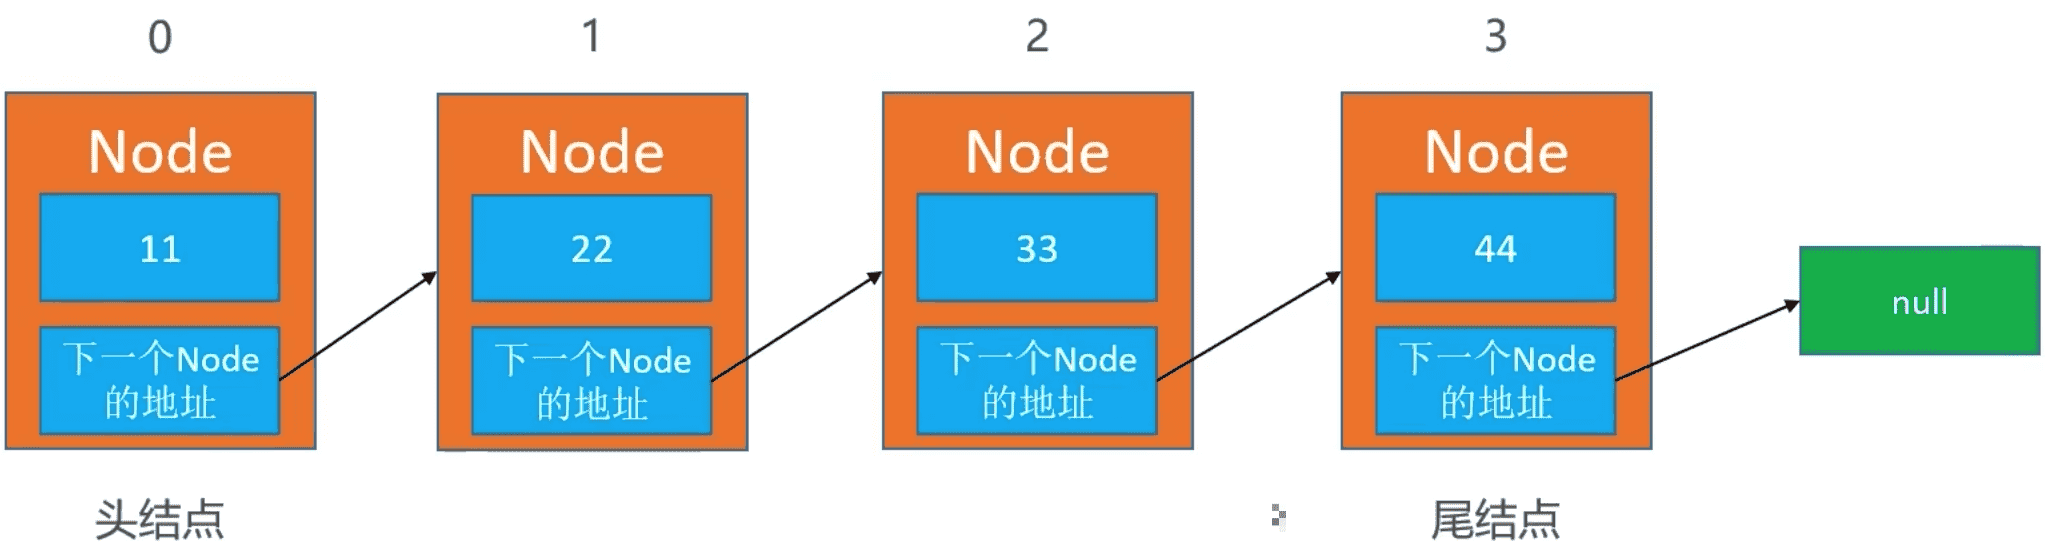 0
1
2
3
Node
11
下一个Node
的地址
Node
22
下一个Node
的地址
Node
33
下一个Node
的地址
Node
44
下一个Node
的地址
null
头结点
尾结点